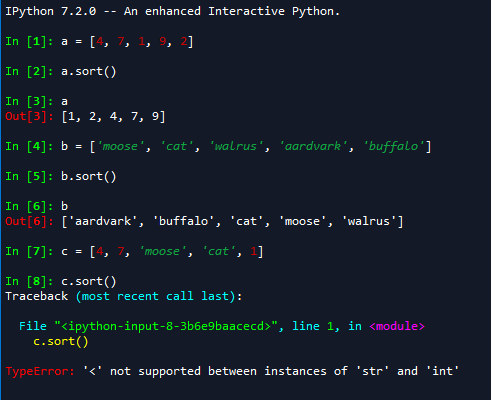 IPython 7.2.0 -- An enhanced Interactive Python.
In [1]: a = [4, 7, 1, 9, 2]
In [2]: a.sort()
In [3]: a
Out[3]: [1, 2, 4, 7, 9]
In [4]: b = ['moose', 'cat', 'walrus', 'aardvark', 'buffalo']
In [5]: b.sort()
In [6]: b
Out[6]: ['aardvark', 'buffalo', 'cat', 'moose', 'walrus']
In [7]: c = [4, 7, 'moose', 'cat', 1]
In [8]: c.sort()
Traceback (most recent call last):
File "<ipython-input-8-3b6e9baacecd>", line 1, in <module>
c.sort()
TypeError: '<' not supported between instances of 'str' and 'int'